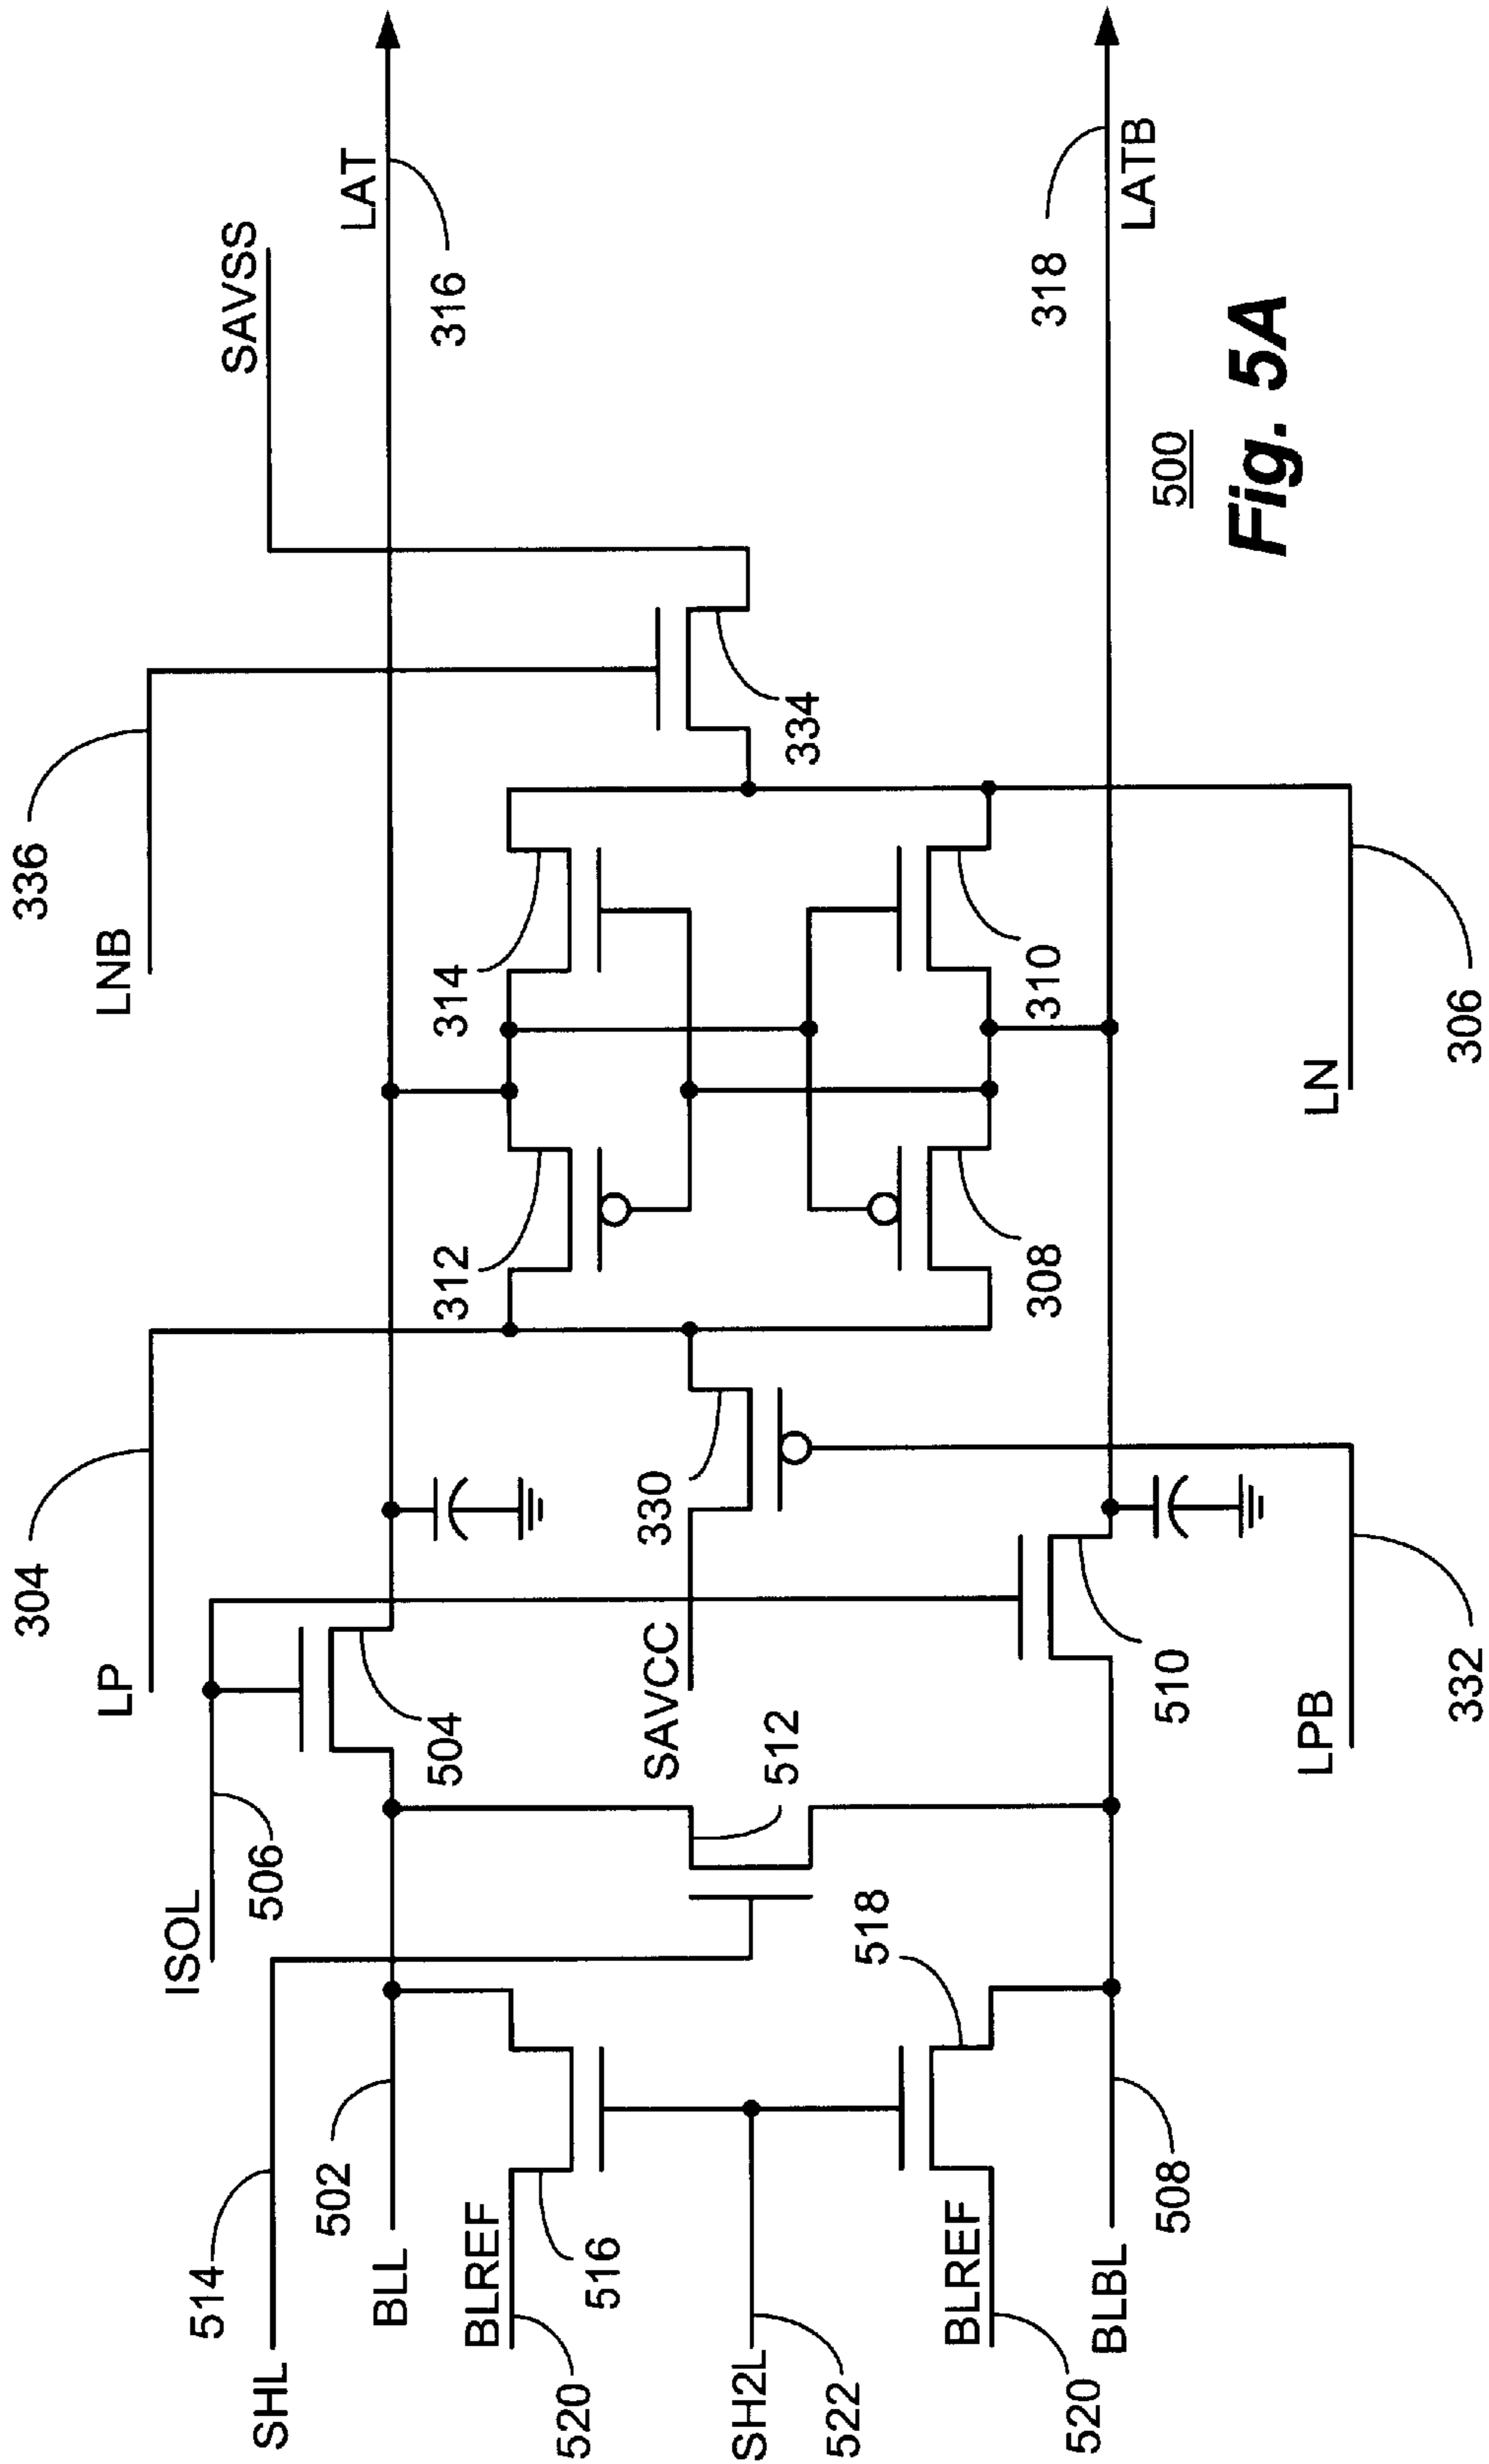 304
336
LP
LNB
ISOL
506
SAVSS
514
SHL
LAT
316
502
BLL
504
312
314
BLREF
516
520
330
334
SAVCC
512
SH2L
522
518
BLREF
520
308
310
318
LATB
510
508
BLBL
500
Fig. 5A
LPB
LN
332
306